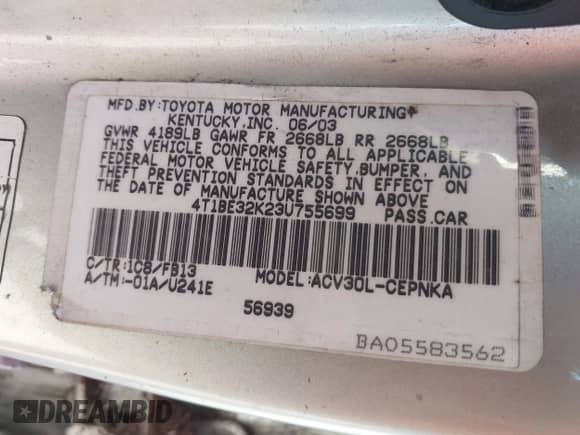 MFD.BY:TOYOTA MOTOR MANUFACTURING,
KENTUCKY,INC. 06/03
GVWR 4189LB GAWR FR 2668LB RR 2668LB
THIS VEHICLE CONFORMS TO ALL APPLICABLE
FEDERAL MOTOR VEHICLE SAFETY,BUMPER, AND
THEFT PREVENTION STANDARDS IN EFFECT ON
THE DATE OF MANUFACTURE SHOWN ABOVE
4T1BE32K23U755699 PASS.CAR
C/TR:1C8/FB13 MODEL:ACV30L-CEPNKA
A/TM:-01A/U241E
56939
BA05583562
DREAMBID